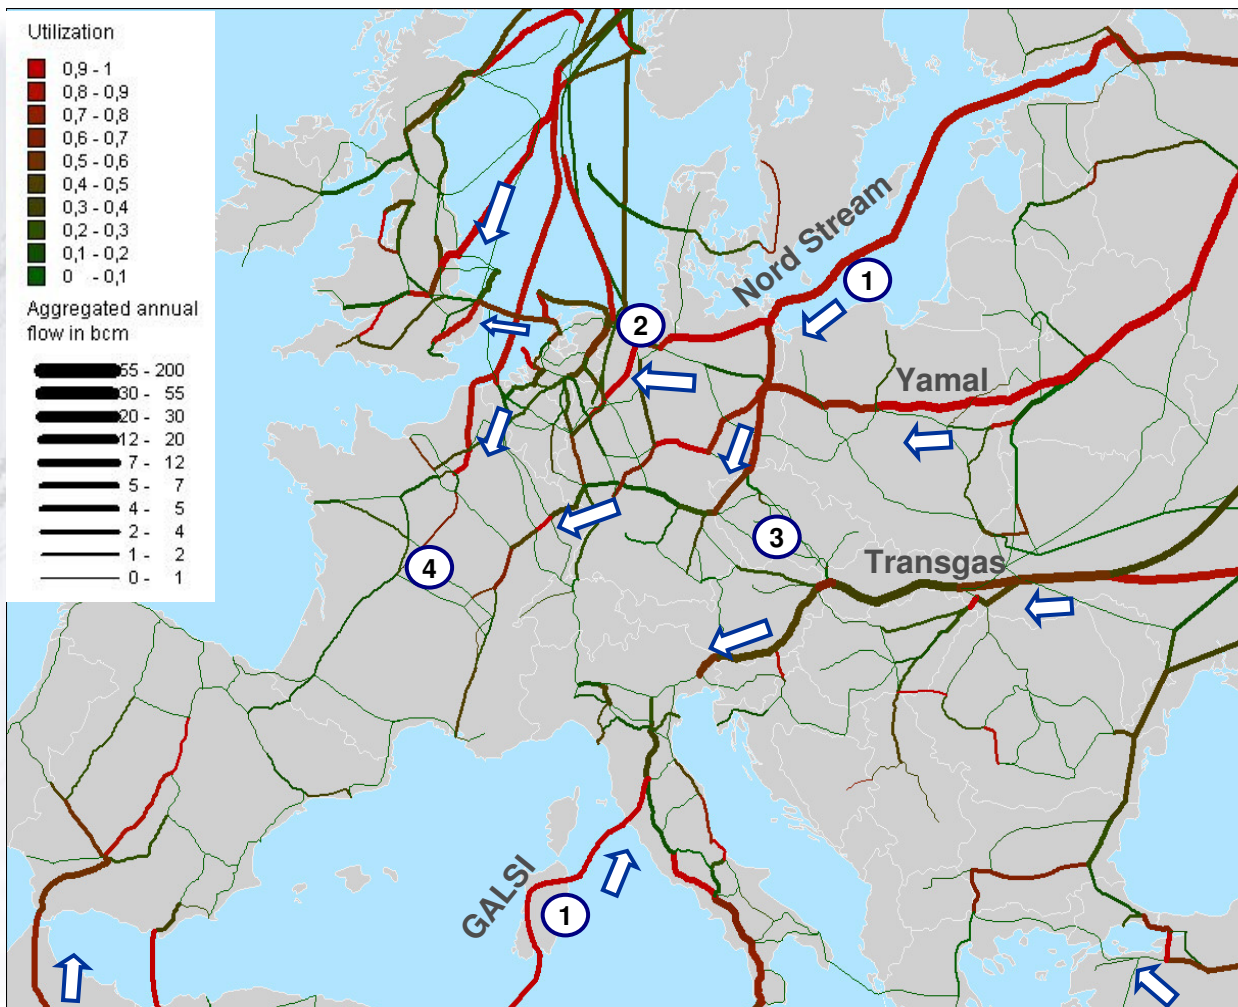 Utilization
0,9 - 1
0,8 - 0,9
0,7 - 0,8
0,6 - 0,7
0,5 - 0,6
0,4 - 0,5
0,3 - 0,4
0,2 - 0,3
0,1 - 0,2
0 - 0,1
Aggregated annual
flow in bcm
55 - 200
30 - 55
20 - 30
12 - 20
7 - 12
5 - 7
4 - 5
2 - 4
1 - 2
0 - 1
Nord Stream
1
2
Yamal
3
Transgas
4
GALSI
1